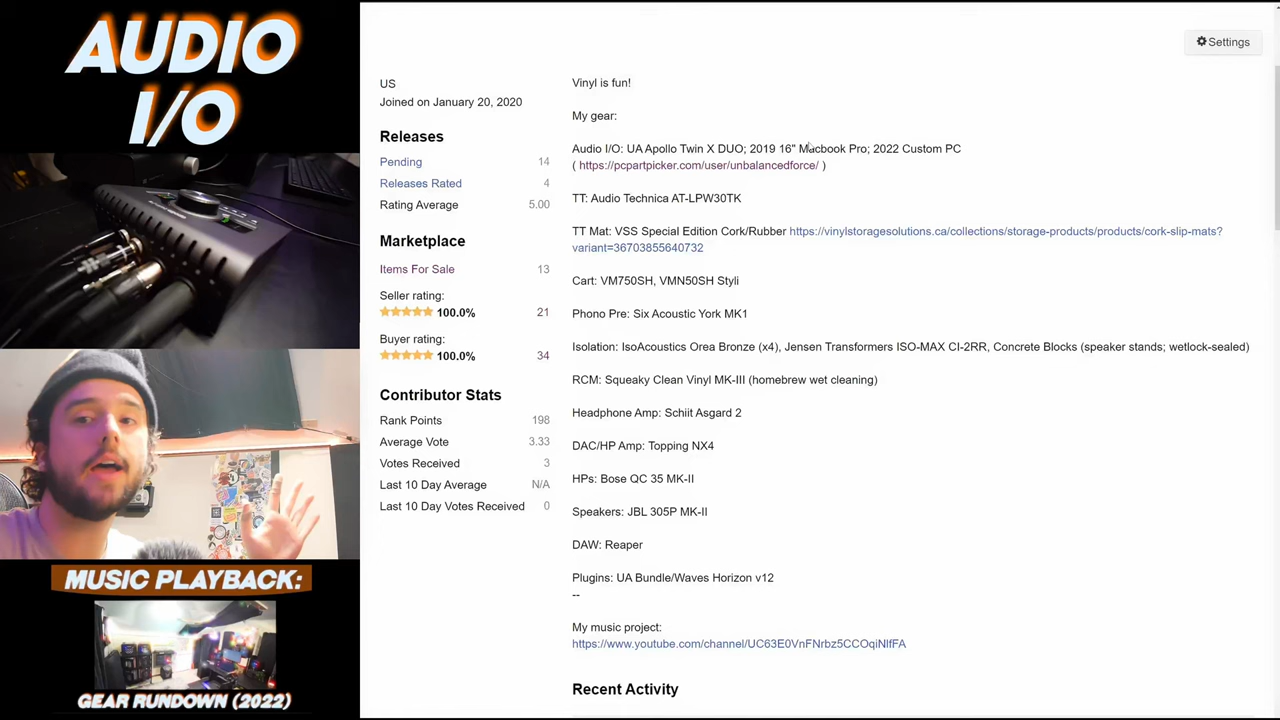 AUDIO
I/O
MUSIC PLAYBACK:
GEAR RUNDOWN (2022)
Settings
US
Joined on January 20, 2020
Releases
Pending 14
Releases Rated 4
Rating Average 5.00
Marketplace
Items For Sale 13
Seller rating:
100.0% 21
Buyer rating:
100.0% 34
Contributor Stats
Rank Points 198
Average Vote 3.33
Votes Received 3
Last 10 Day Average N/A
Last 10 Day Votes Received 0
Vinyl is fun!
My gear:
Audio I/O: UA Apollo Twin X DUO; 2019 16" Macbook Pro; 2022 Custom PC
( https://pcpartpicker.com/user/unbalancedforce/ )
TT: Audio Technica AT-LPW30TK
TT Mat: VSS Special Edition Cork/Rubber https://vinylstoragesolutions.ca/collections/storage-products/products/cork-slip-mats?
variant=36703855640732
Cart: VM750SH, VMN50SH Styli
Phono Pre: Six Acoustic York MK1
Isolation: IsoAcoustics Orea Bronze (x4), Jensen Transformers ISO-MAX CI-2RR, Concrete Blocks (speaker stands; wetlock-sealed)
RCM: Squeaky Clean Vinyl MK-III (homebrew wet cleaning)
Headphone Amp: Schiit Asgard 2
DAC/HP Amp: Topping NX4
HPs: Bose QC 35 MK-II
Speakers: JBL 305P MK-II
DAW: Reaper
Plugins: UA Bundle/Waves Horizon v12
--
My music project:
https://www.youtube.com/channel/UC63E0VnFNrbz5CCOqiNlfFA
Recent Activity